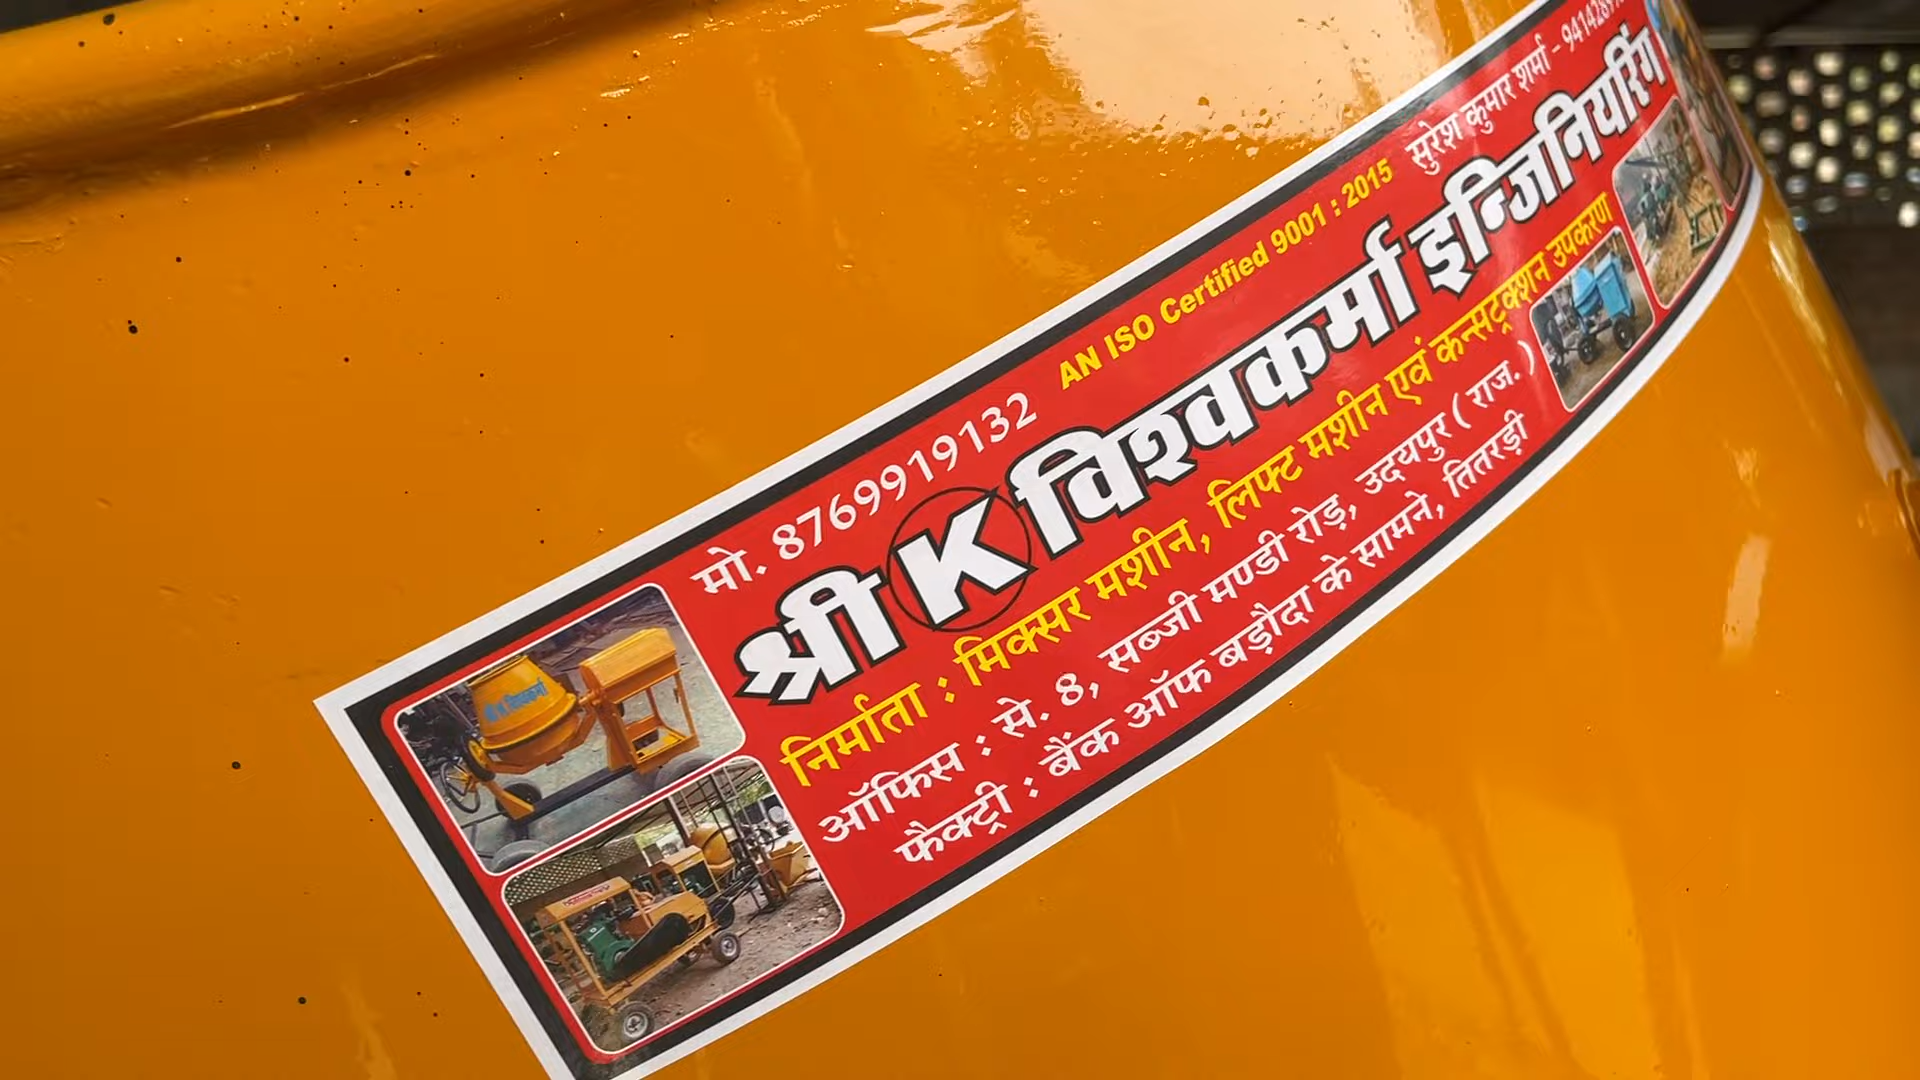 मो. 8769919132 AN ISO Certified 9001 : 2015 सुरेश कुमार शर्मा -
श्री K विश्वकर्मा इन्जिनियरिंग
निर्माता : मिक्सर मशीन, लिफ्ट मशीन एवं कन्सट्रक्शन उपकरण
ऑफिस : से. 8, सब्जी मण्डी रोड़, उदयपुर ( राज. )
फैक्ट्री : बैंक ऑफ बड़ौदा के सामने, तितरड़ी